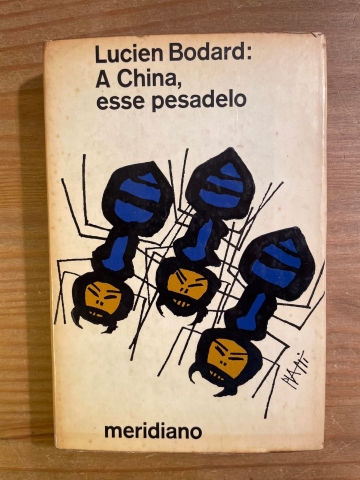 Lucien Bodard:
A China,
esse pesadelo
meridiano